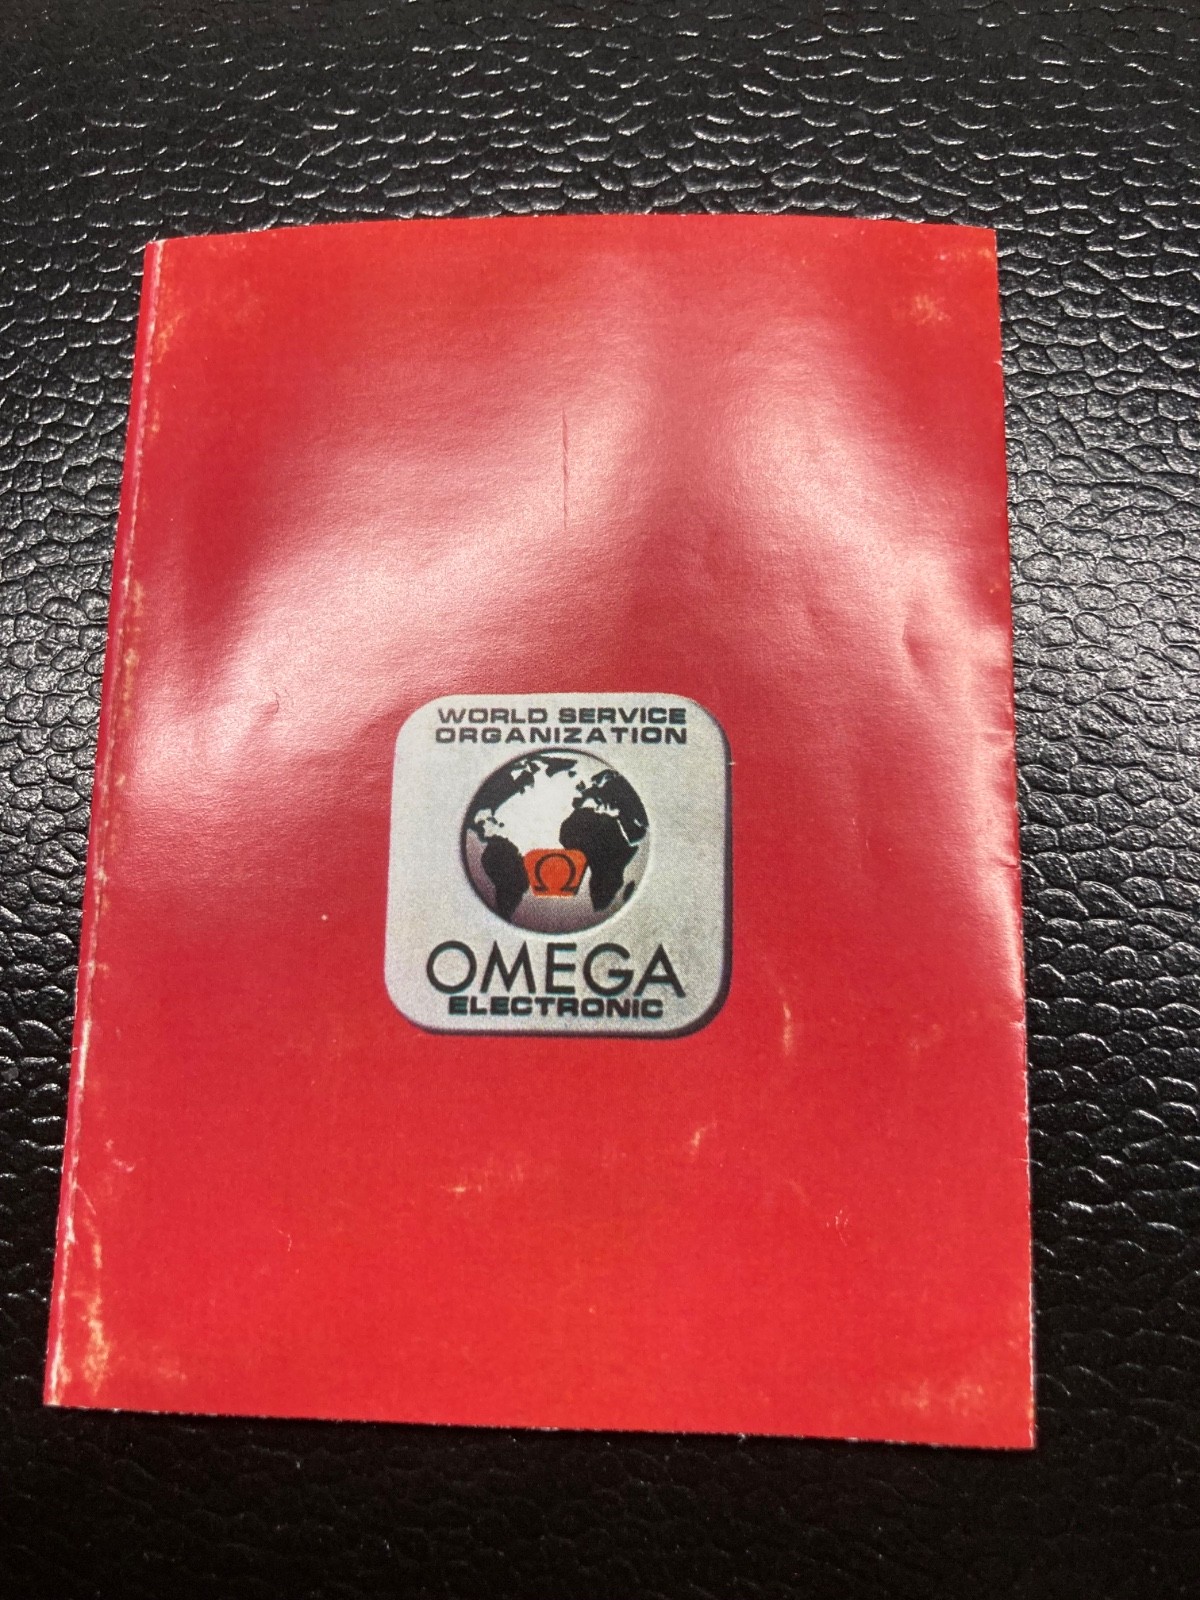 WORLD SERVICE
ORGANIZATION
Ω
OMEGA
ELECTRONIC